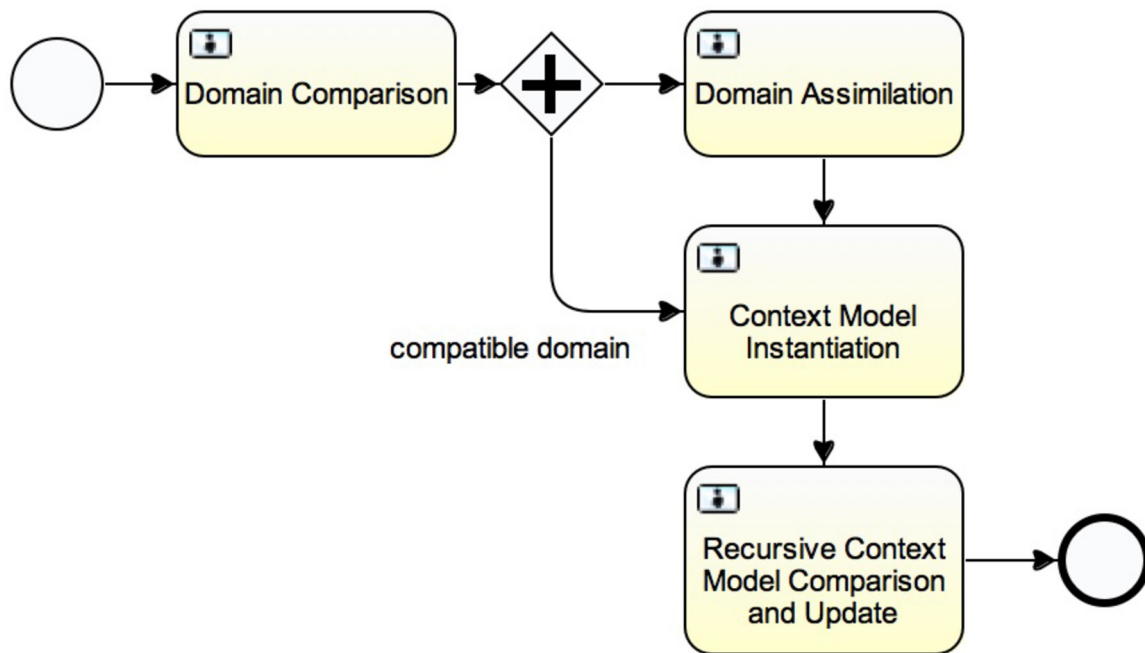 Domain Comparison
Domain Assimilation
compatible domain
Context Model
Instantiation
Recursive Context
Model Comparison
and Update